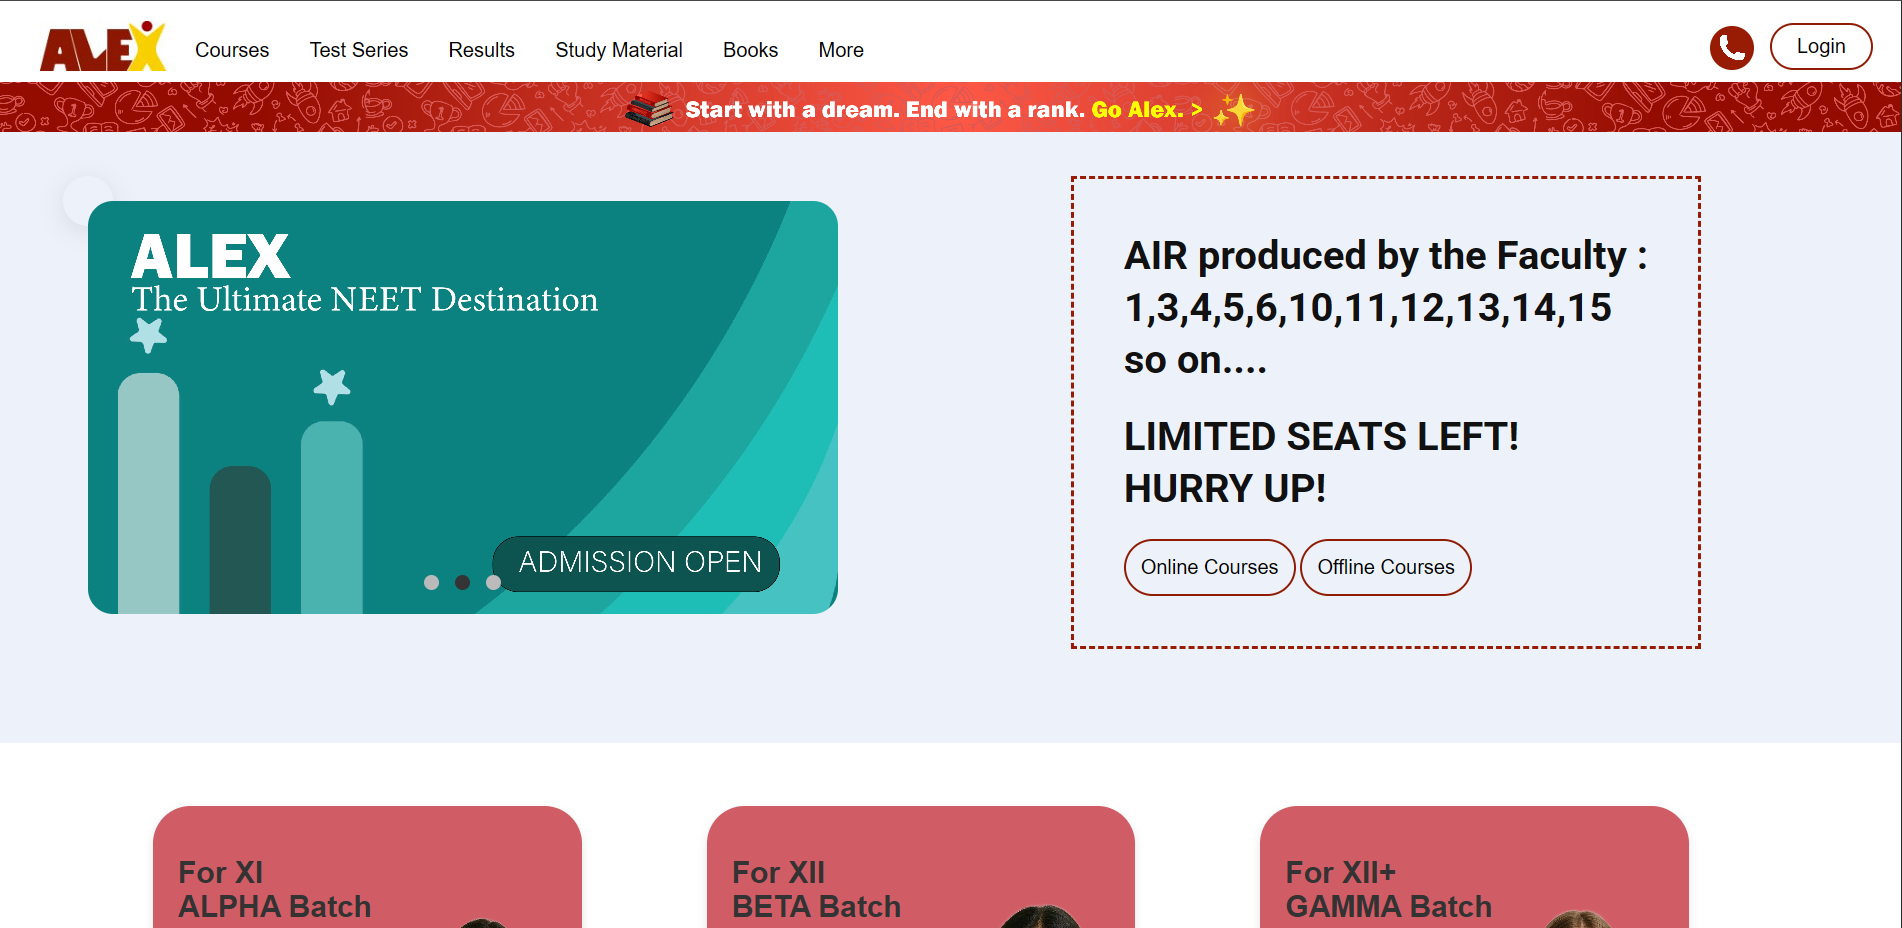 ALEX
Courses
Test Series
Results
Study Material
Books
More
Login
Start with a dream. End with a rank. Go Alex. >
ALEX
The Ultimate NEET Destination
ADMISSION OPEN
AIR produced by the Faculty :
1,3,4,5,6,10,11,12,13,14,15
so on....
LIMITED SEATS LEFT!
HURRY UP!
Online Courses
Offline Courses
For XI
ALPHA Batch
For XII
BETA Batch
For XII+
GAMMA Batch